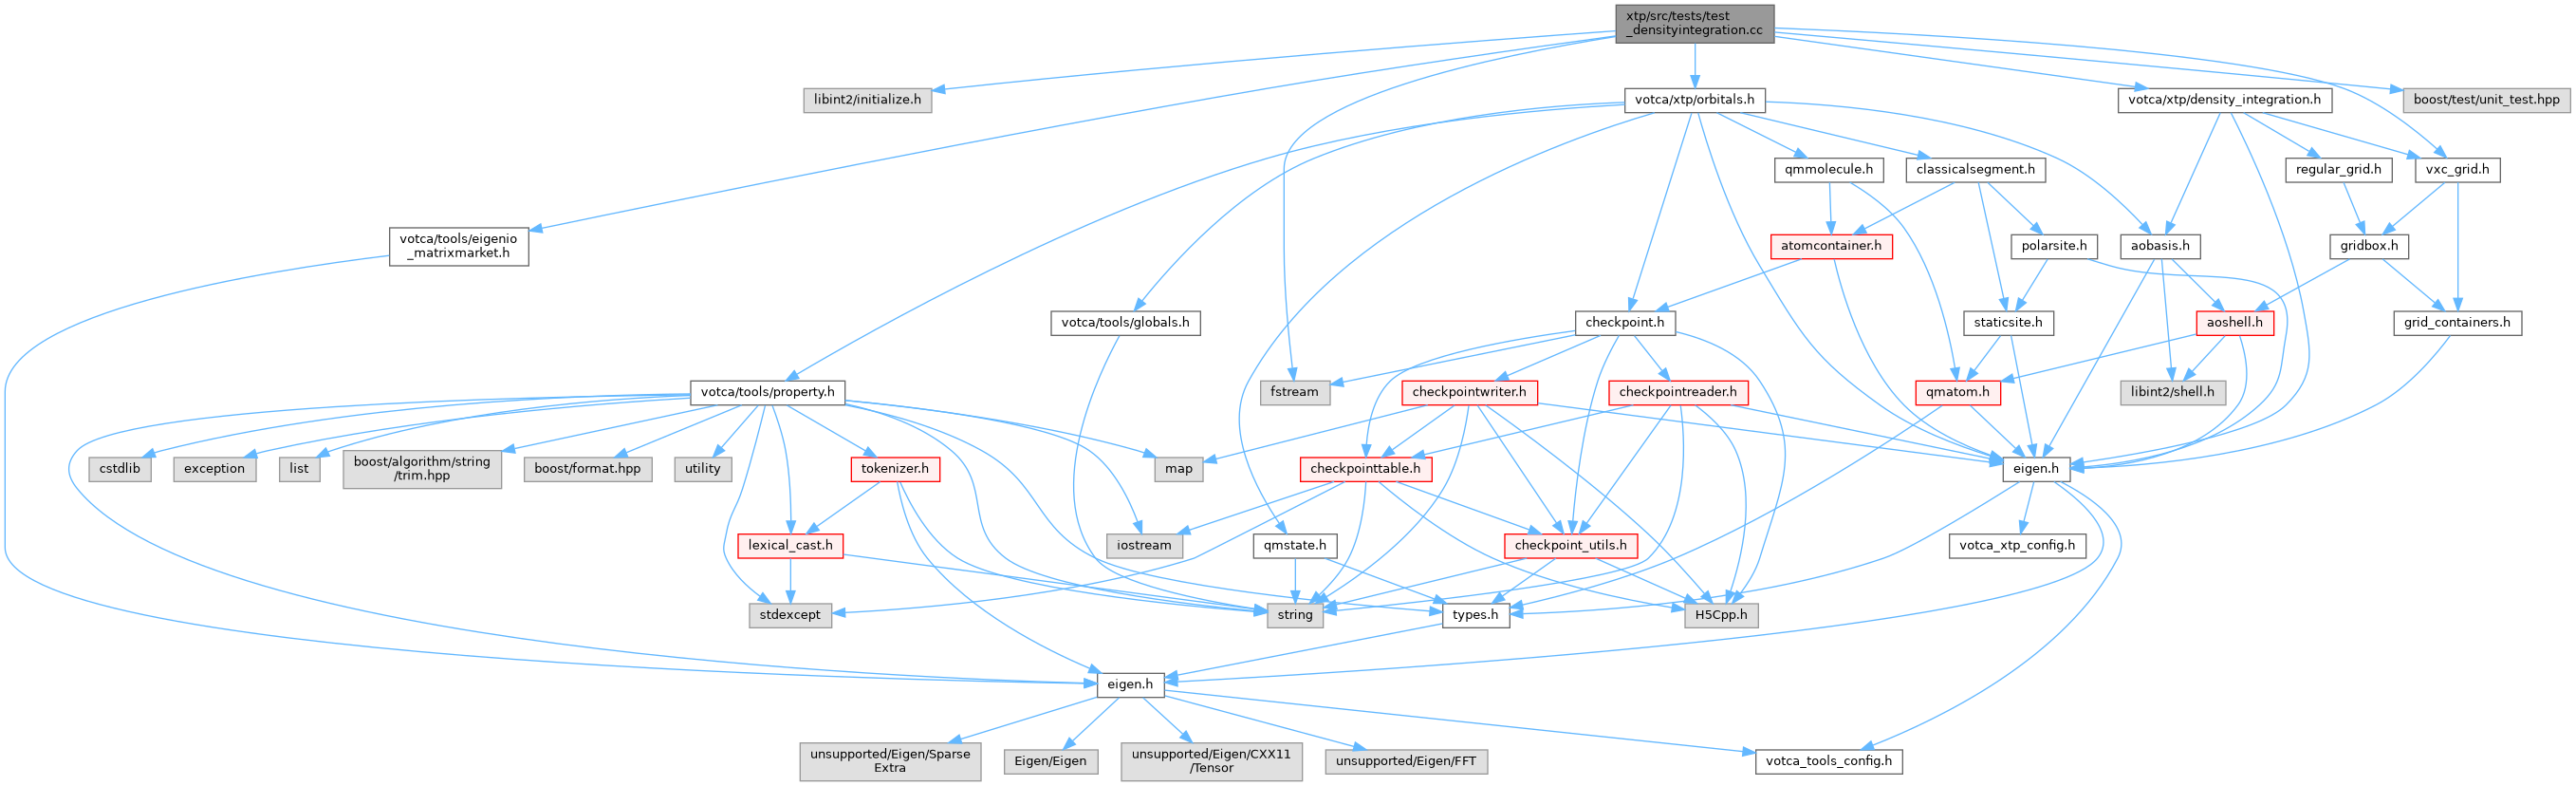 xtp/src/tests/test
_densityintegration.cc
libint2/initialize.h
votca/xtp/orbitals.h
votca/xtp/density_integration.h
boost/test/unit_test.hpp
qmmolecule.h
classicalsegment.h
regular_grid.h
vxc_grid.h
votca/tools/eigenio
_matrixmarket.h
atomcontainer.h
polarsite.h
aobasis.h
gridbox.h
votca/tools/globals.h
checkpoint.h
staticsite.h
aoshell.h
grid_containers.h
votca/tools/property.h
fstream
checkpointwriter.h
checkpointreader.h
qmatom.h
libint2/shell.h
cstdlib
exception
list
boost/algorithm/string
/trim.hpp
boost/format.hpp
utility
tokenizer.h
map
checkpointtable.h
eigen.h
lexical_cast.h
iostream
qmstate.h
checkpoint_utils.h
votca_xtp_config.h
stdexcept
string
types.h
H5Cpp.h
eigen.h
unsupported/Eigen/Sparse
Extra
Eigen/Eigen
unsupported/Eigen/CXX11
/Tensor
unsupported/Eigen/FFT
votca_tools_config.h